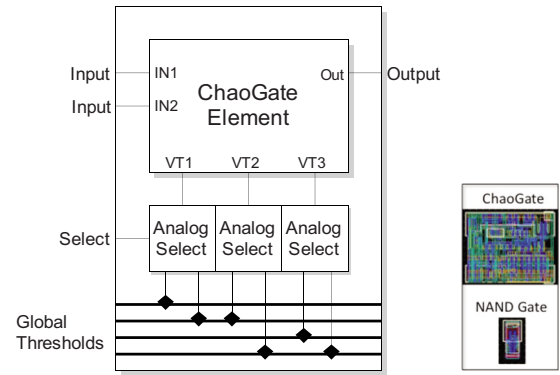 Input
Input
IN1
IN2
ChaoGate
Element
Out
Output
VT1
VT2
VT3
Select
Analog
Select
Analog
Select
Analog
Select
Global
Thresholds
ChaoGate
NAND Gate